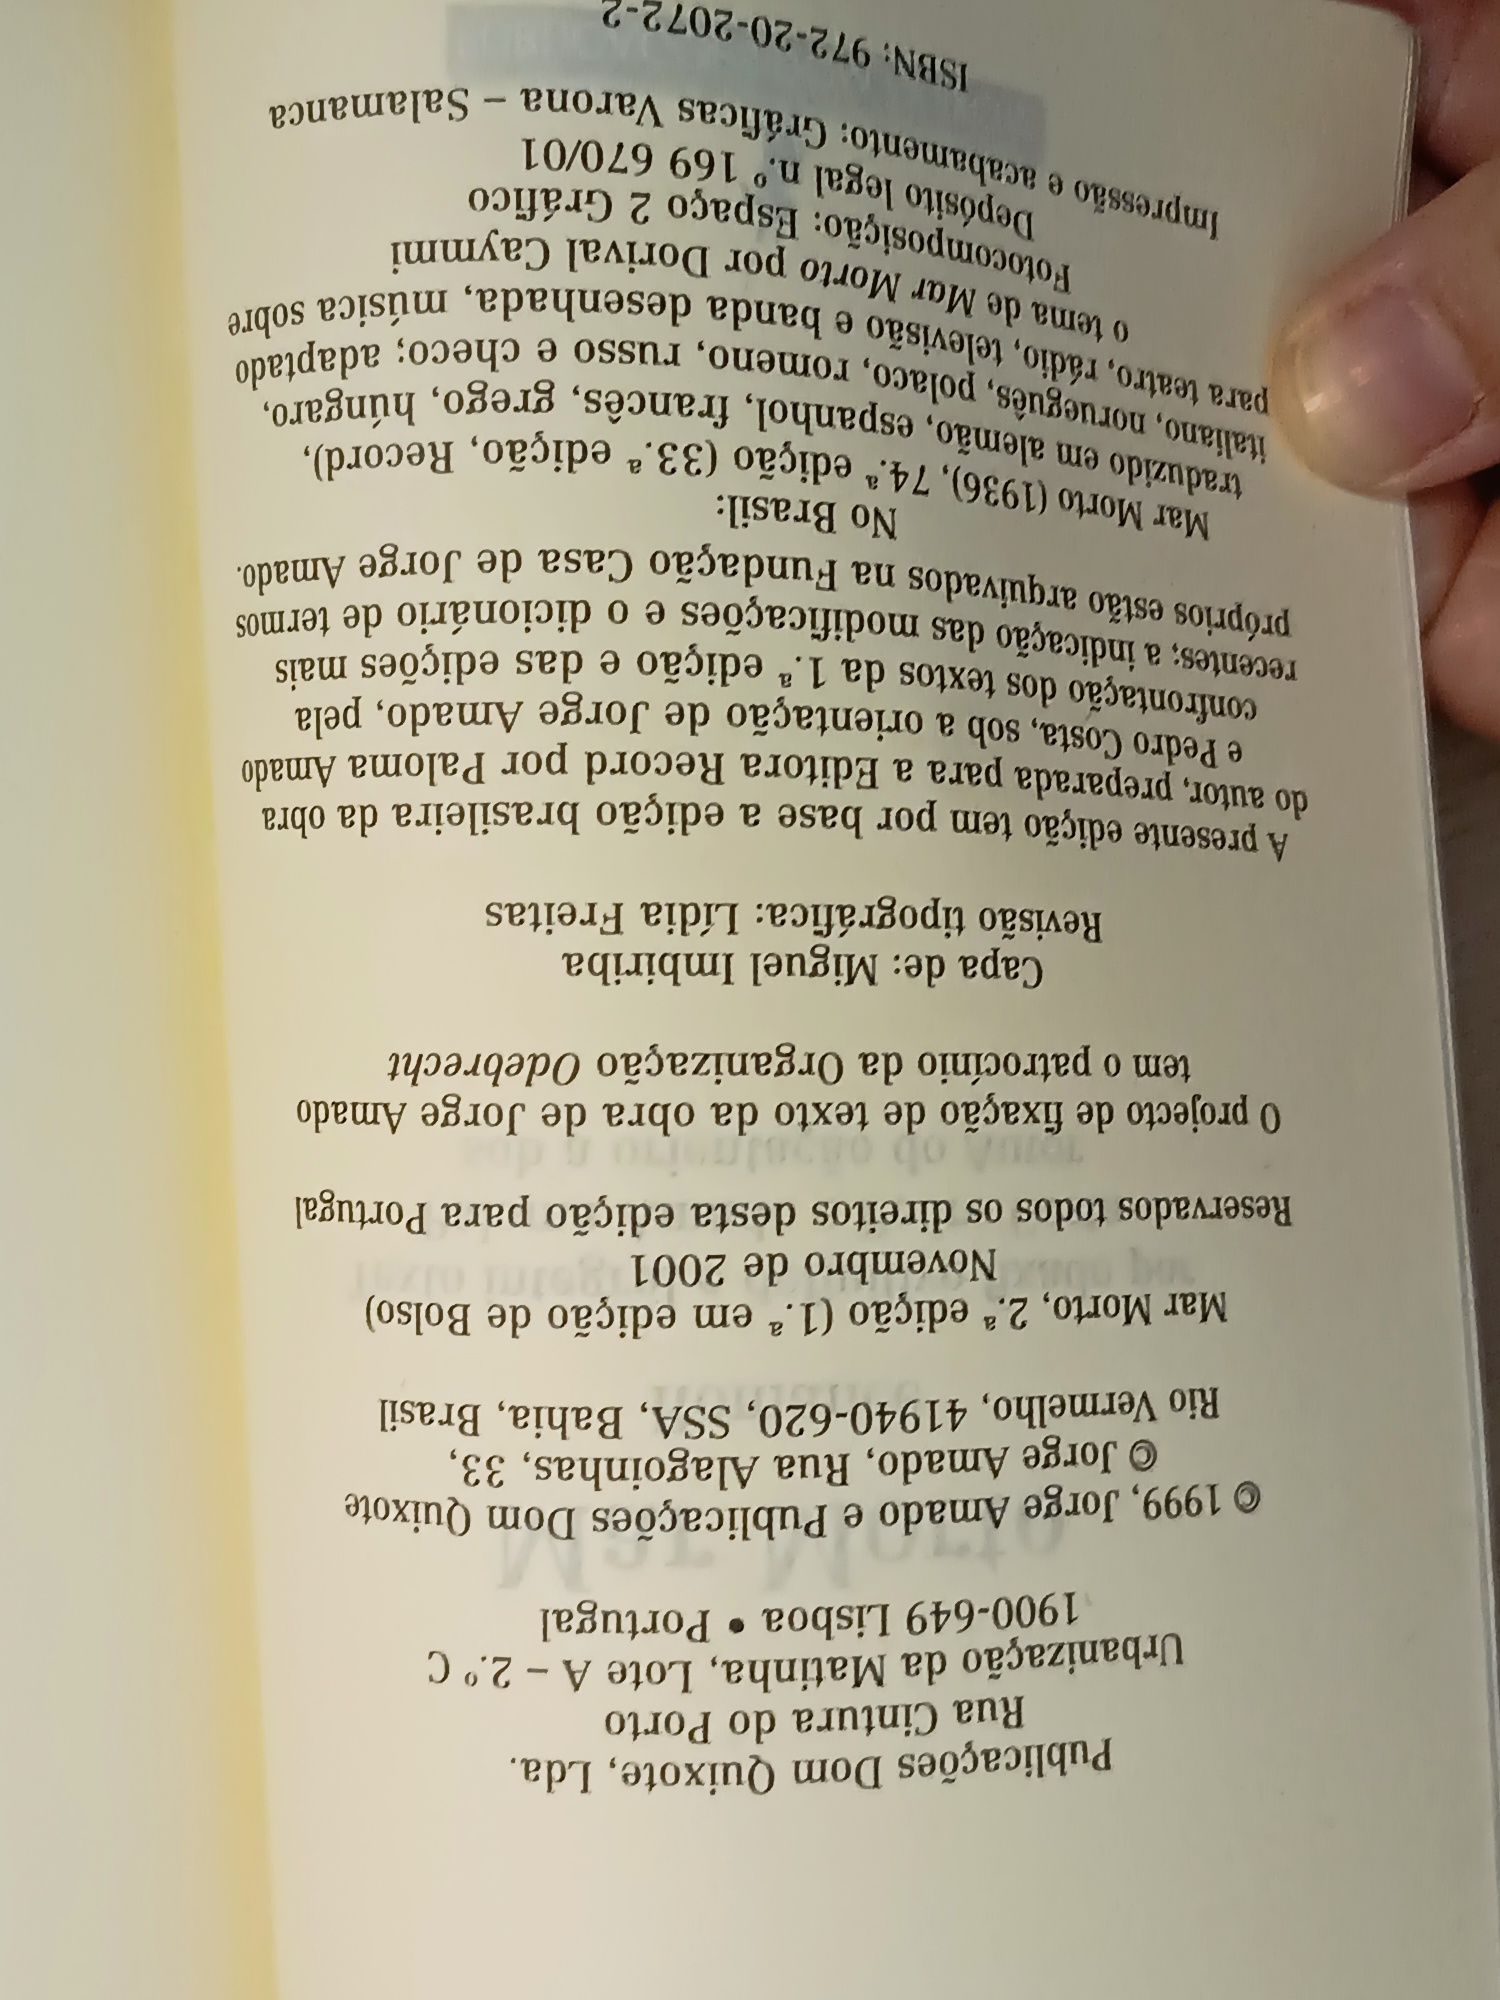 Publicações Dom Quixote, Lda.
Rua Cintura do Porto
Urbanização da Matinha, Lote A – 2.º C
1900-649 Lisboa • Portugal
© 1999, Jorge Amado e Publicações Dom Quixote
© Jorge Amado, Rua Alagoinhas, 33,
Rio Vermelho, 41940-620, SSA, Bahia, Brasil
Mar Morto, 2.ª edição (1.ª em edição de Bolso)
Novembro de 2001
Reservados todos os direitos desta edição para Portugal
O projecto de fixação de texto da obra de Jorge Amado
tem o patrocínio da Organização Odebrecht
Capa de: Miguel Imbiriba
Revisão tipográfica: Lídia Freitas
A presente edição tem por base a edição brasileira da obra
do autor, preparada para a Editora Record por Paloma Amado
e Pedro Costa, sob a orientação de Jorge Amado, pela
confrontação dos textos da 1.ª edição e das edições mais
recentes; a indicação das modificações e o dicionário de termos
próprios estão arquivados na Fundação Casa de Jorge Amado.
No Brasil:
Mar Morto (1936), 74.ª edição (33.ª edição, Record),
traduzido em alemão, espanhol, francês, grego, húngaro,
italiano, norueguês, polaco, romeno, russo e checo; adaptado
para teatro, rádio, televisão e banda desenhada, música sobre
o tema de Mar Morto por Dorival Caymmi
Fotocomposição: Espaço 2 Gráfico
Depósito legal n.º 169 670/01
Impressão e acabamento: Gráficas Varona – Salamanca
ISBN: 972-20-2072-2